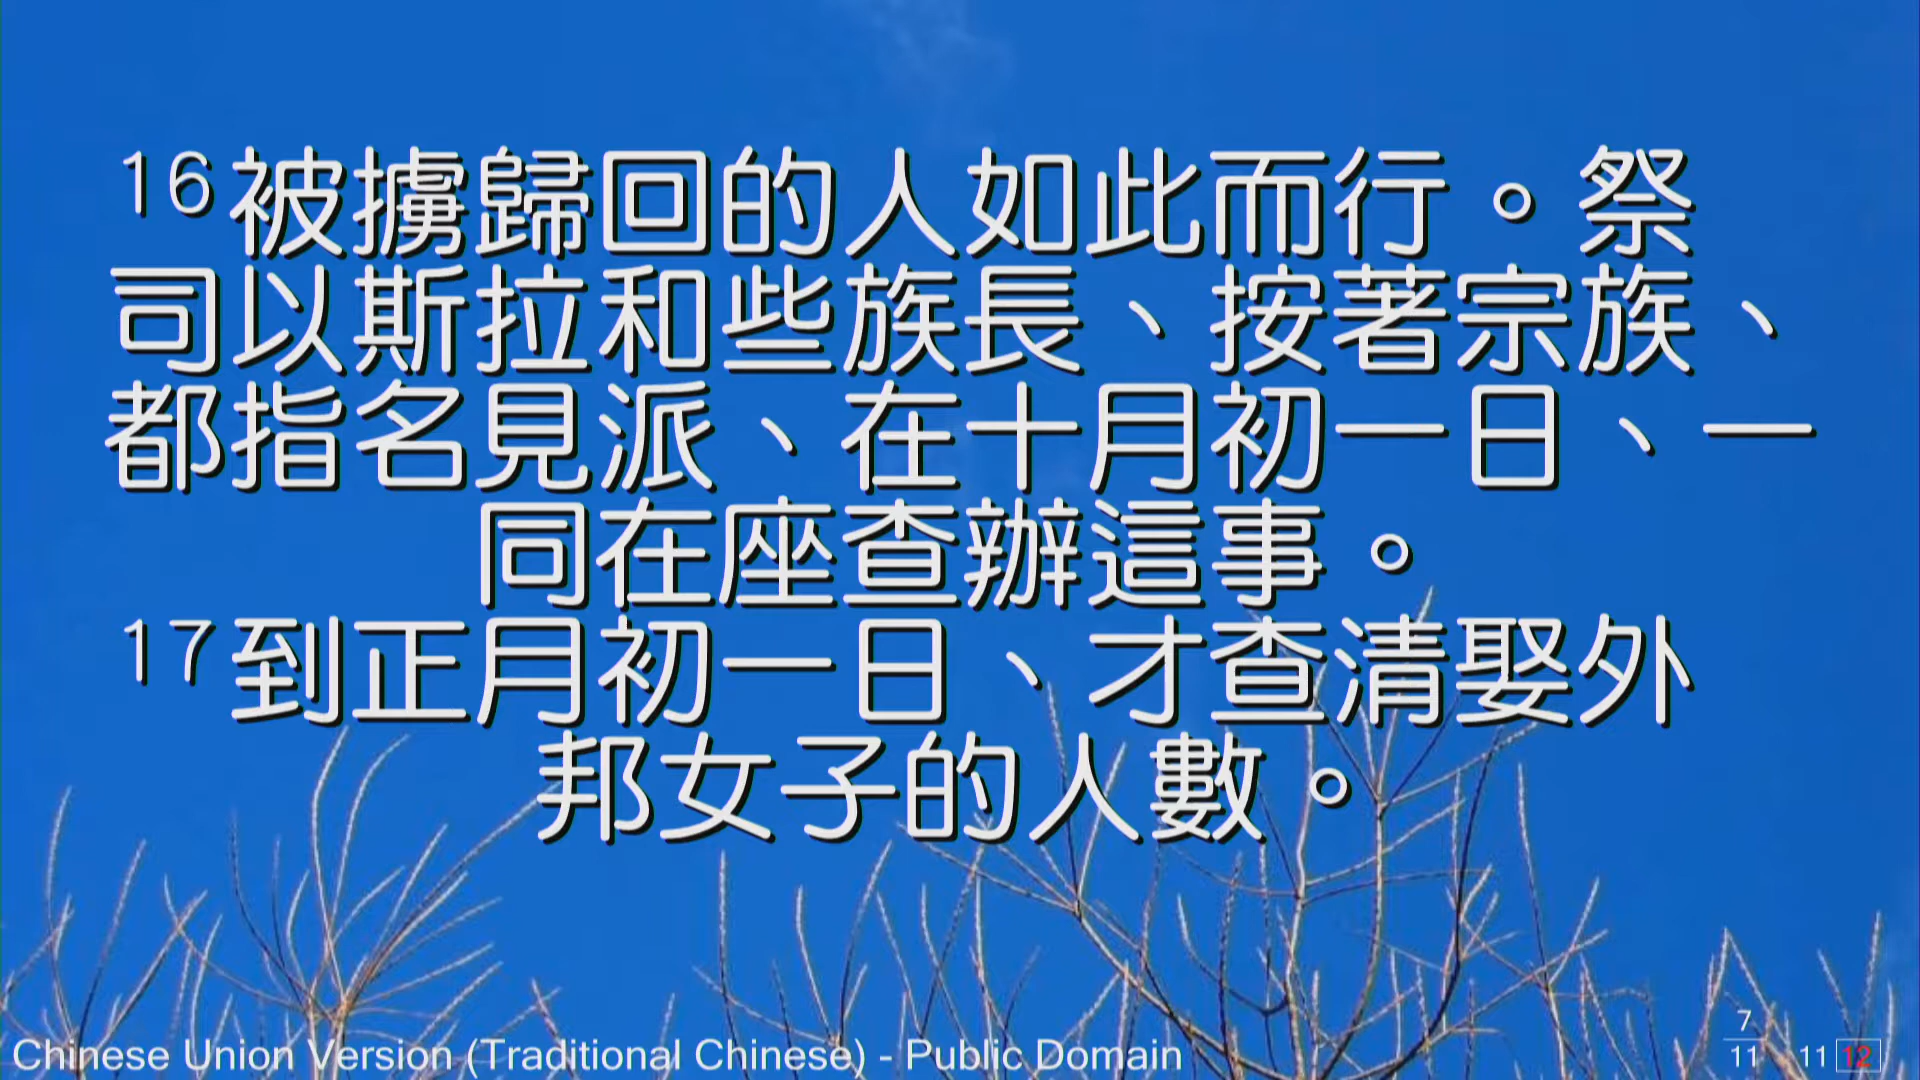 16被擄歸回的人如此而行。祭
司以斯拉和些族長、按著宗族、
都指名見派、在十月初一日、一
同在座查辦這事。
17到正月初一日、才查清娶外
邦女子的人數。
Chinese Union Version (Traditional Chinese) - Public Domain
7
11
11 12